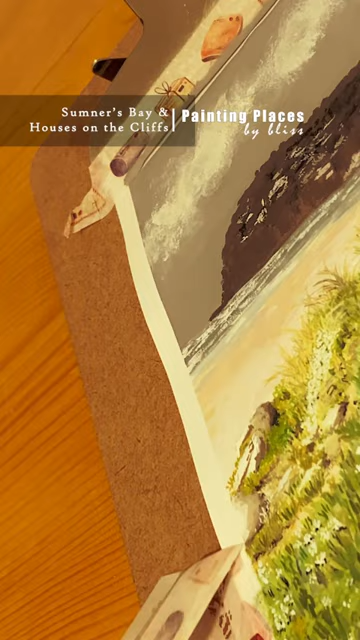 Sumner's Bay &
Houses on the Cliffs
Painting Places
by bliss